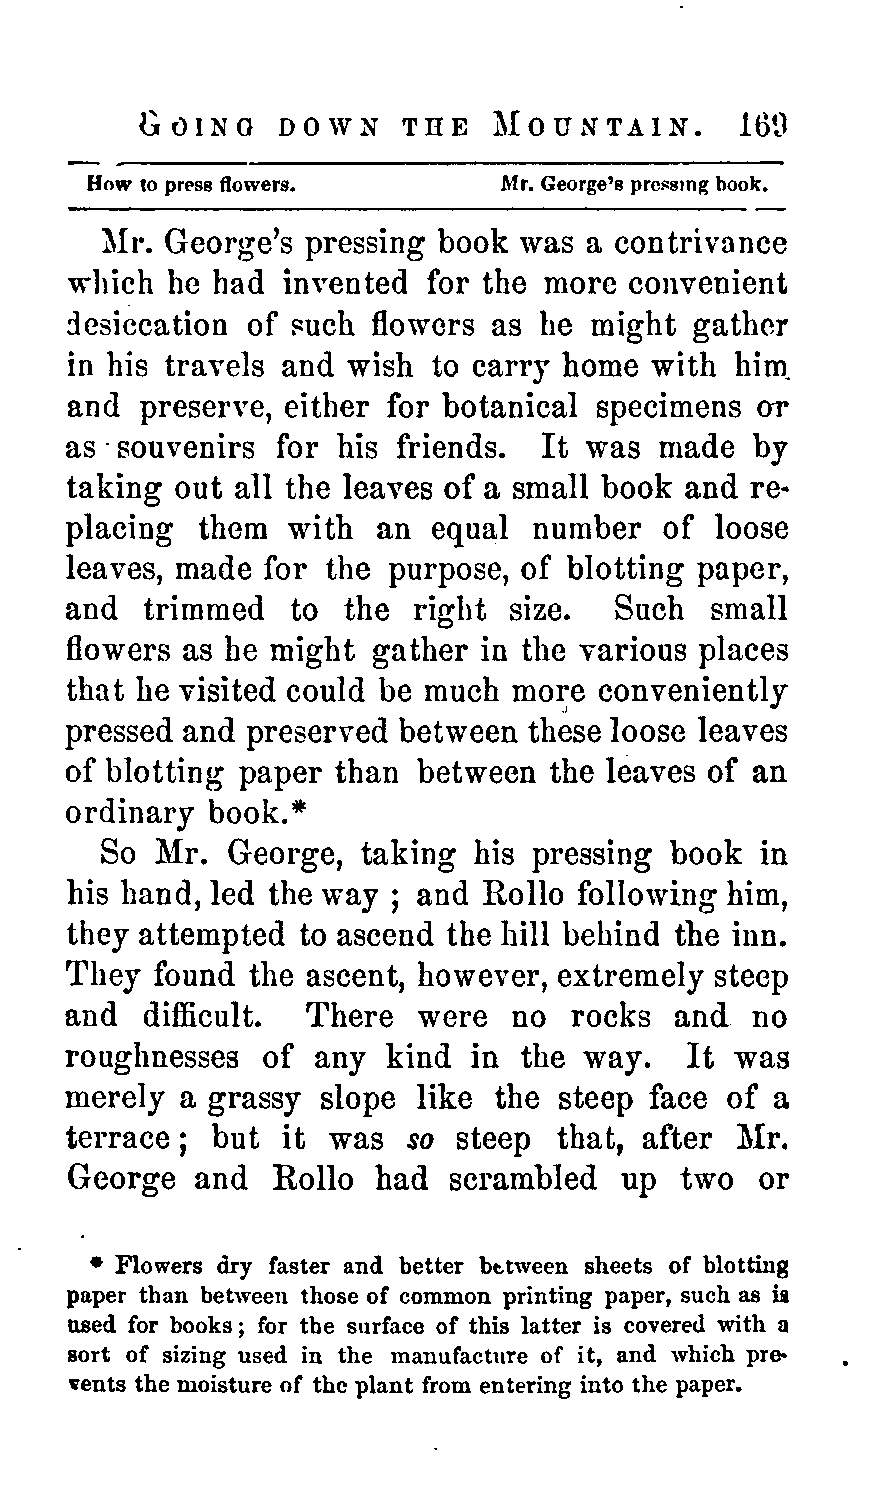 Going down the Mountain. 169
How to press flowers. Mr. George's pressing book.
Mr. George's pressing book was a contrivance
which he had invented for the more convenient
desiccation of such flowers as he might gather
in his travels and wish to carry home with him
and preserve, either for botanical specimens or
as souvenirs for his friends. It was made by
taking out all the leaves of a small book and re-
placing them with an equal number of loose
leaves, made for the purpose, of blotting paper,
and trimmed to the right size. Such small
flowers as he might gather in the various places
that he visited could be much more conveniently
pressed and preserved between these loose leaves
of blotting paper than between the leaves of an
ordinary book.*
So Mr. George, taking his pressing book in
his hand, led the way ; and Rollo following him,
they attempted to ascend the hill behind the inn.
They found the ascent, however, extremely steep
and difficult. There were no rocks and no
roughnesses of any kind in the way. It was
merely a grassy slope like the steep face of a
terrace ; but it was so steep that, after Mr.
George and Rollo had scrambled up two or
* Flowers dry faster and better between sheets of blotting
paper than between those of common printing paper, such as is
used for books ; for the surface of this latter is covered with a
sort of sizing used in the manufacture of it, and which pre-
vents the moisture of the plant from entering into the paper.